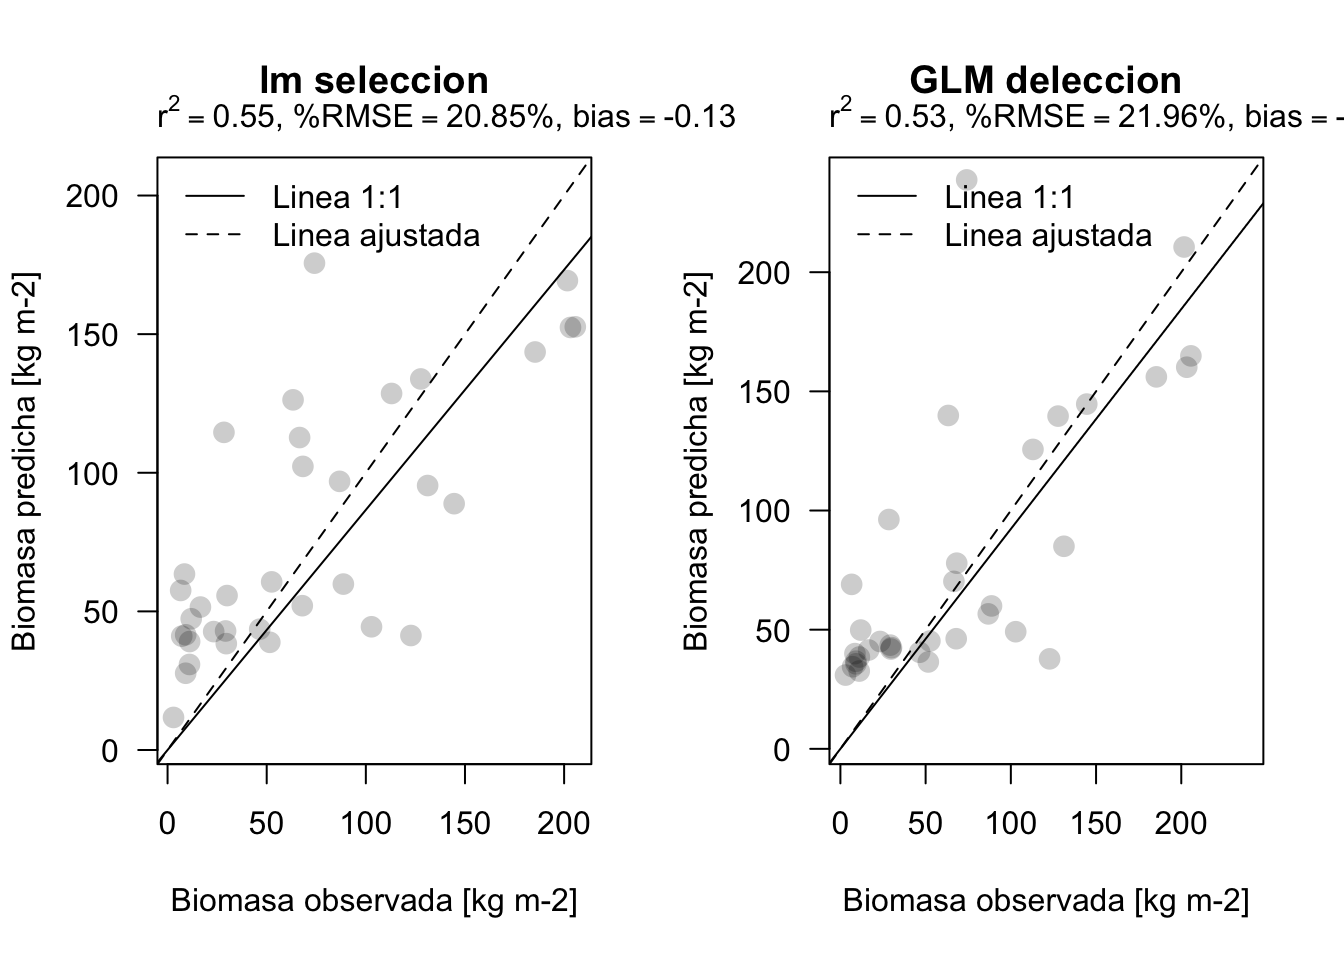 lm seleccion
r2 = 0.55, %RMSE = 20.85%, bias = -0.13
Linea 1:1
Linea ajustada
200
150
100
50
0
Biomasa predicha [kg m-2]
0 50 100 150 200
Biomasa observada [kg m-2]
GLM deleccion
r2 = 0.53, %RMSE = 21.96%, bias = -
Linea 1:1
Linea ajustada
200
150
100
50
0
Biomasa predicha [kg m-2]
0 50 100 150 200
Biomasa observada [kg m-2]